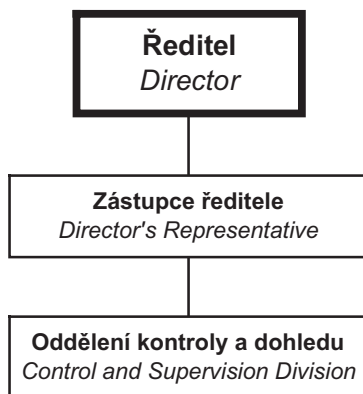 Ředitel
Director
Zástupce ředitele
Director's Representative
Oddělení kontroly a dohledu
Control and Supervision Division